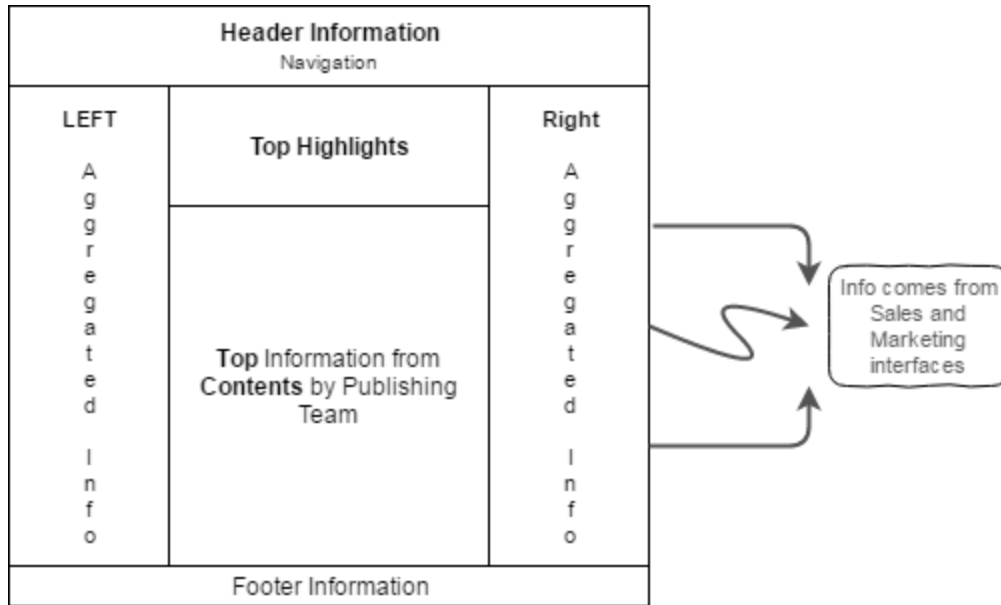 Header Information
Navigation
LEFT
A
g
g
r
e
g
a
t
e
d
I
n
f
o
Top Highlights
Top Information from
Contents by Publishing
Team
Right
A
g
g
r
e
g
a
t
e
d
I
n
f
o
Info comes from
Sales and
Marketing
interfaces
Footer Information